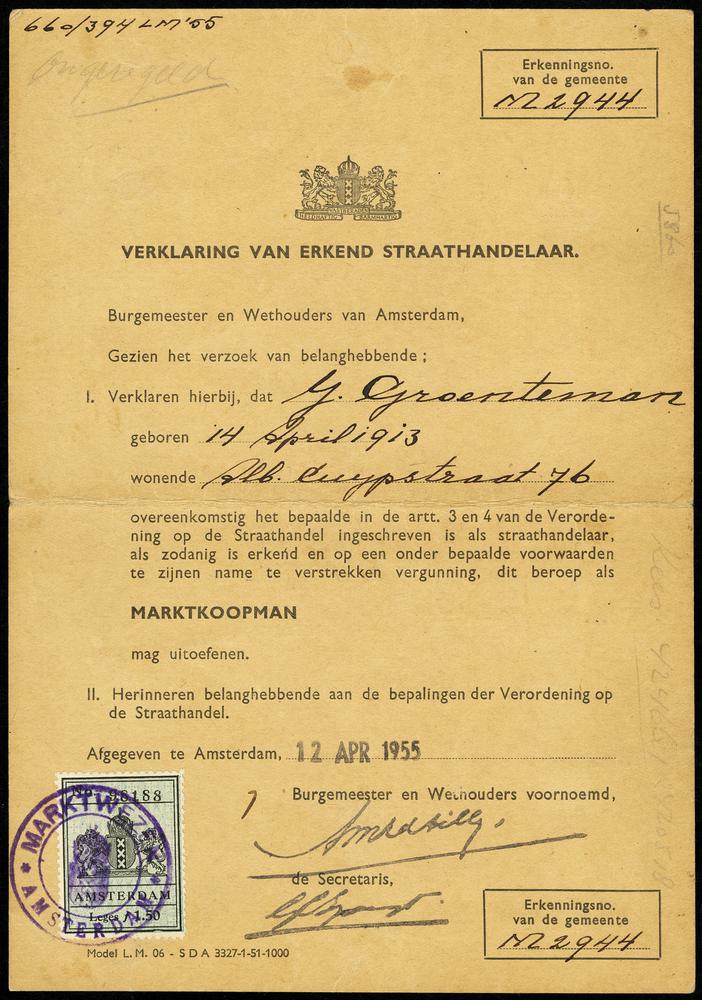 660/394 LM '55
Ongeregeld
Erkenningsno.
van de gemeente
M 2944
HELDHAFTIG VASTBERADEN BARMHARTIG
VERKLARING VAN ERKEND STRAATHANDELAAR.
Burgemeester en Wethouders van Amsterdam,
Gezien het verzoek van belanghebbende ;
I. Verklaren hierbij, dat G. Groenteman
geboren 14 April 1913
wonende Alb. Cuypstraat 76
overeenkomstig het bepaalde in de artt. 3 en 4 van de Verorde-
ning op de Straathandel ingeschreven is als straathandelaar,
als zodanig is erkend en op een onder bepaalde voorwaarden
te zijnen name te verstrekken vergunning, dit beroep als
MARKTKOOPMAN
mag uitoefenen.
II. Herinneren belanghebbende aan de bepalingen der Verordening op
de Straathandel.
Afgegeven te Amsterdam, 12 APR 1955
Burgemeester en Wethouders voornoemd,
de Secretaris,
MARKTWEZEN
AMSTERDAM
AMSTERDAM
Leges f 1.50
Erkenningsno.
van de gemeente
M 2944
Model L. M. 06 - S D A 3327-1-51-1000